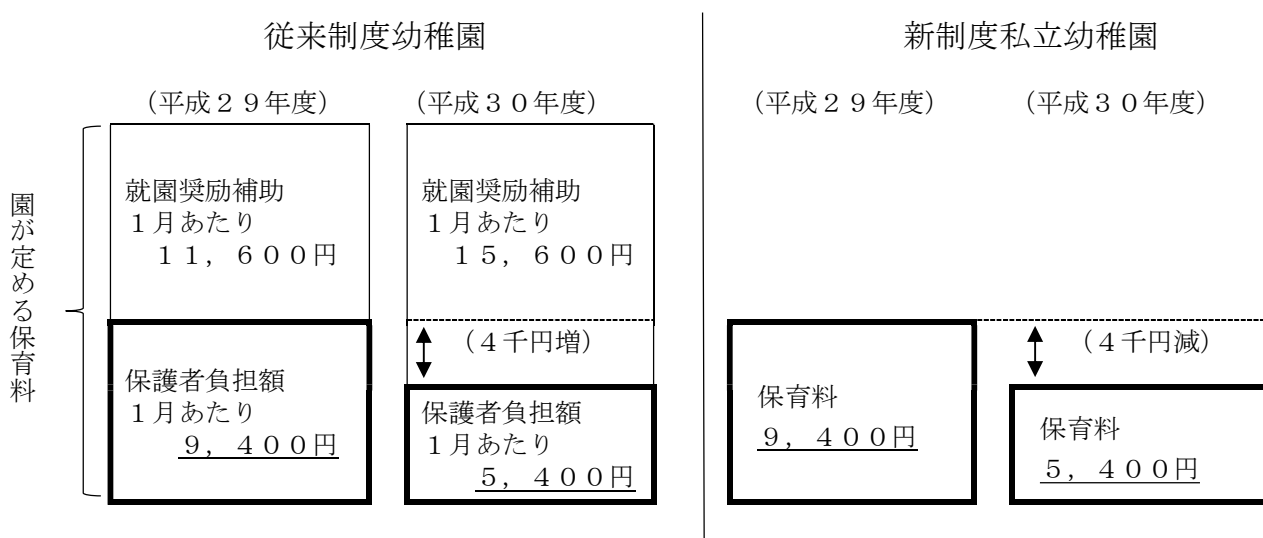 従来制度幼稚園
（平成２９年度）
（平成３０年度）
園が定める保育料
就園奨励補助
１月あたり
１１，６００円
保護者負担額
１月あたり
９，４００円
就園奨励補助
１月あたり
１５，６００円
（４千円増）
保護者負担額
１月あたり
５，４００円
新制度私立幼稚園
（平成２９年度）
（平成３０年度）
保育料
９，４００円
（４千円減）
保育料
５，４００円